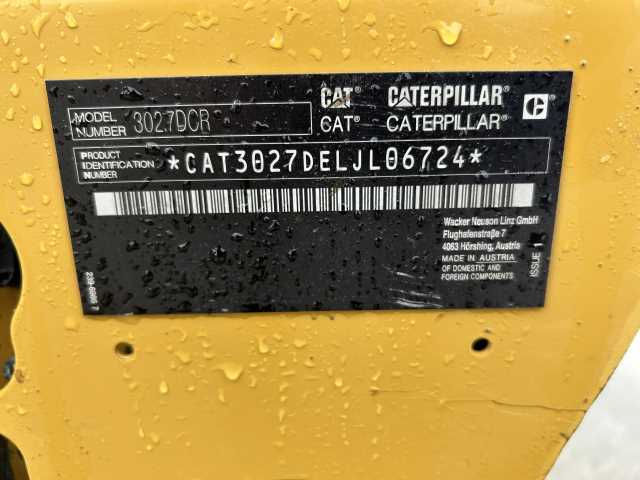 MODEL NUMBER 302.7DCR
CAT CATERPILLAR C
CAT® CATERPILLAR®
PRODUCT IDENTIFICATION NUMBER *CAT3027DELJL06724*
Wacker Neuson Linz GmbH
Flughafenstraße 7
4063 Hörshing, Austria
MADE IN AUSTRIA
OF DOMESTIC AND
FOREIGN COMPONENTS
ISSUE 1